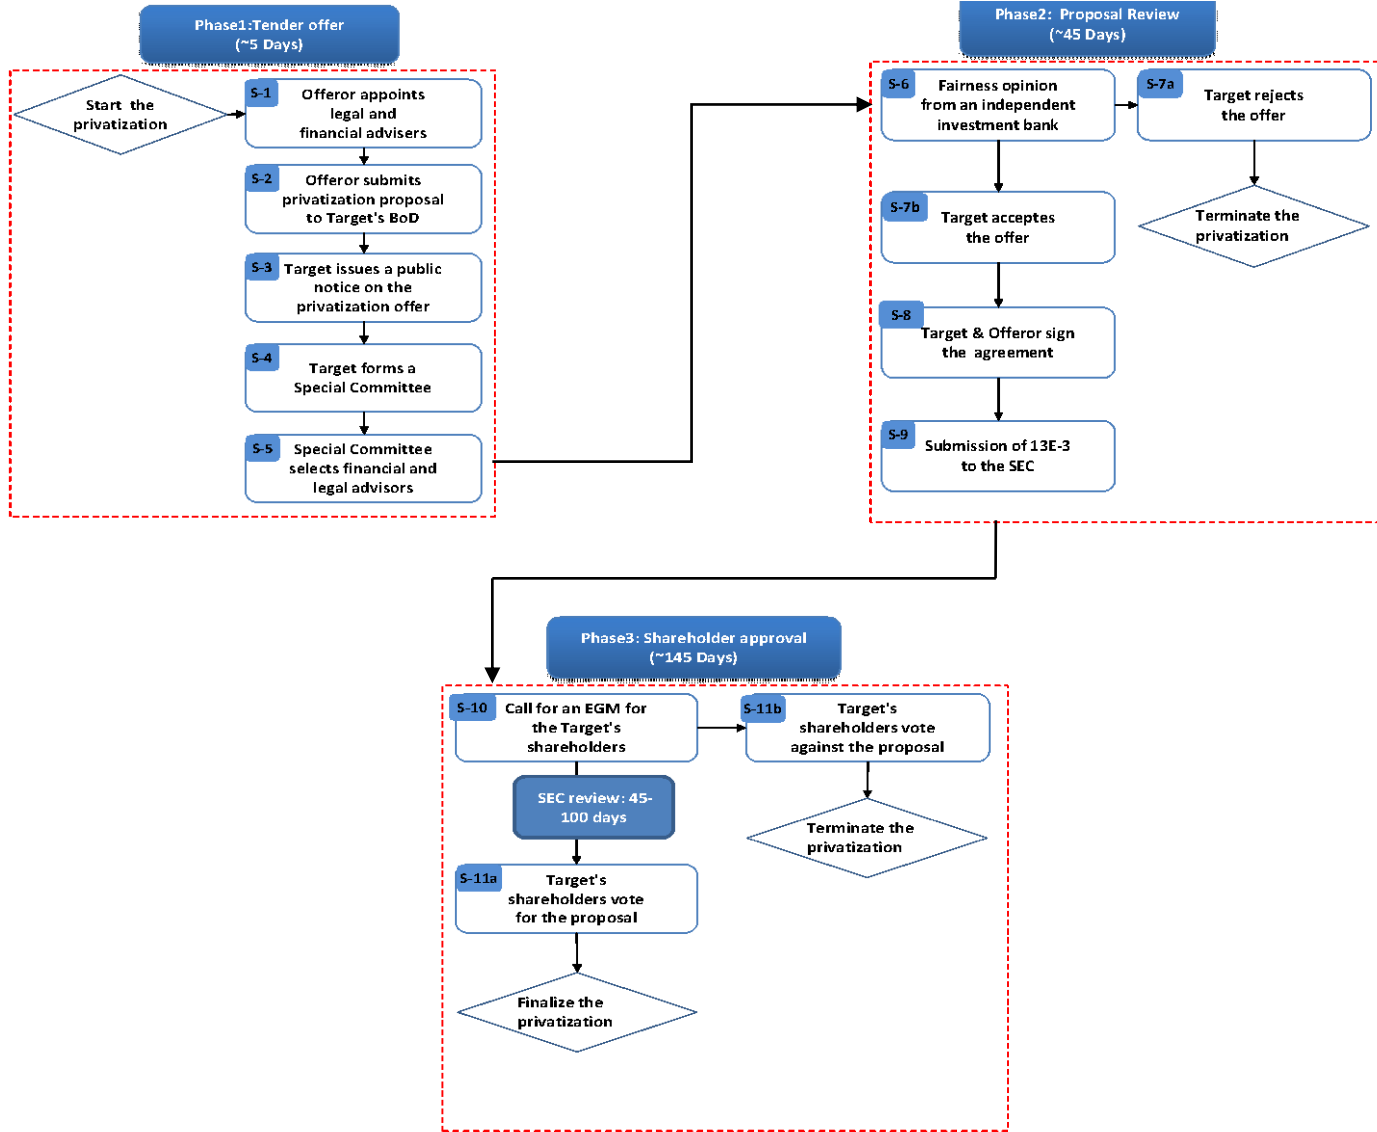 Phase1:Tender offer
(~5 Days)
Start the
privatization
S-1
Offeror appoints
legal and
financial advisers
S-2
Offeror submits
privatization proposal
to Target's BoD
S-3
Target issues a public
notice on the
privatization offer
S-4
Target forms a
Special Committee
S-5
Special Committee
selects financial and
legal advisors
Phase2: Proposal Review
(~45 Days)
S-6
Fairness opinion
from an independent
investment bank
S-7a
Target rejects
the offer
Terminate the
privatization
S-7b
Target acceptes
the offer
S-8
Target & Offeror sign
the agreement
S-9
Submission of 13E-3
to the SEC
Phase3: Shareholder approval
(~145 Days)
S-10
Call for an EGM for
the Target's
shareholders
S-11b
Target's
shareholders vote
against the proposal
Terminate the
privatization
SEC review: 45-
100 days
S-11a
Target's
shareholders vote
for the proposal
Finalize the
privatization